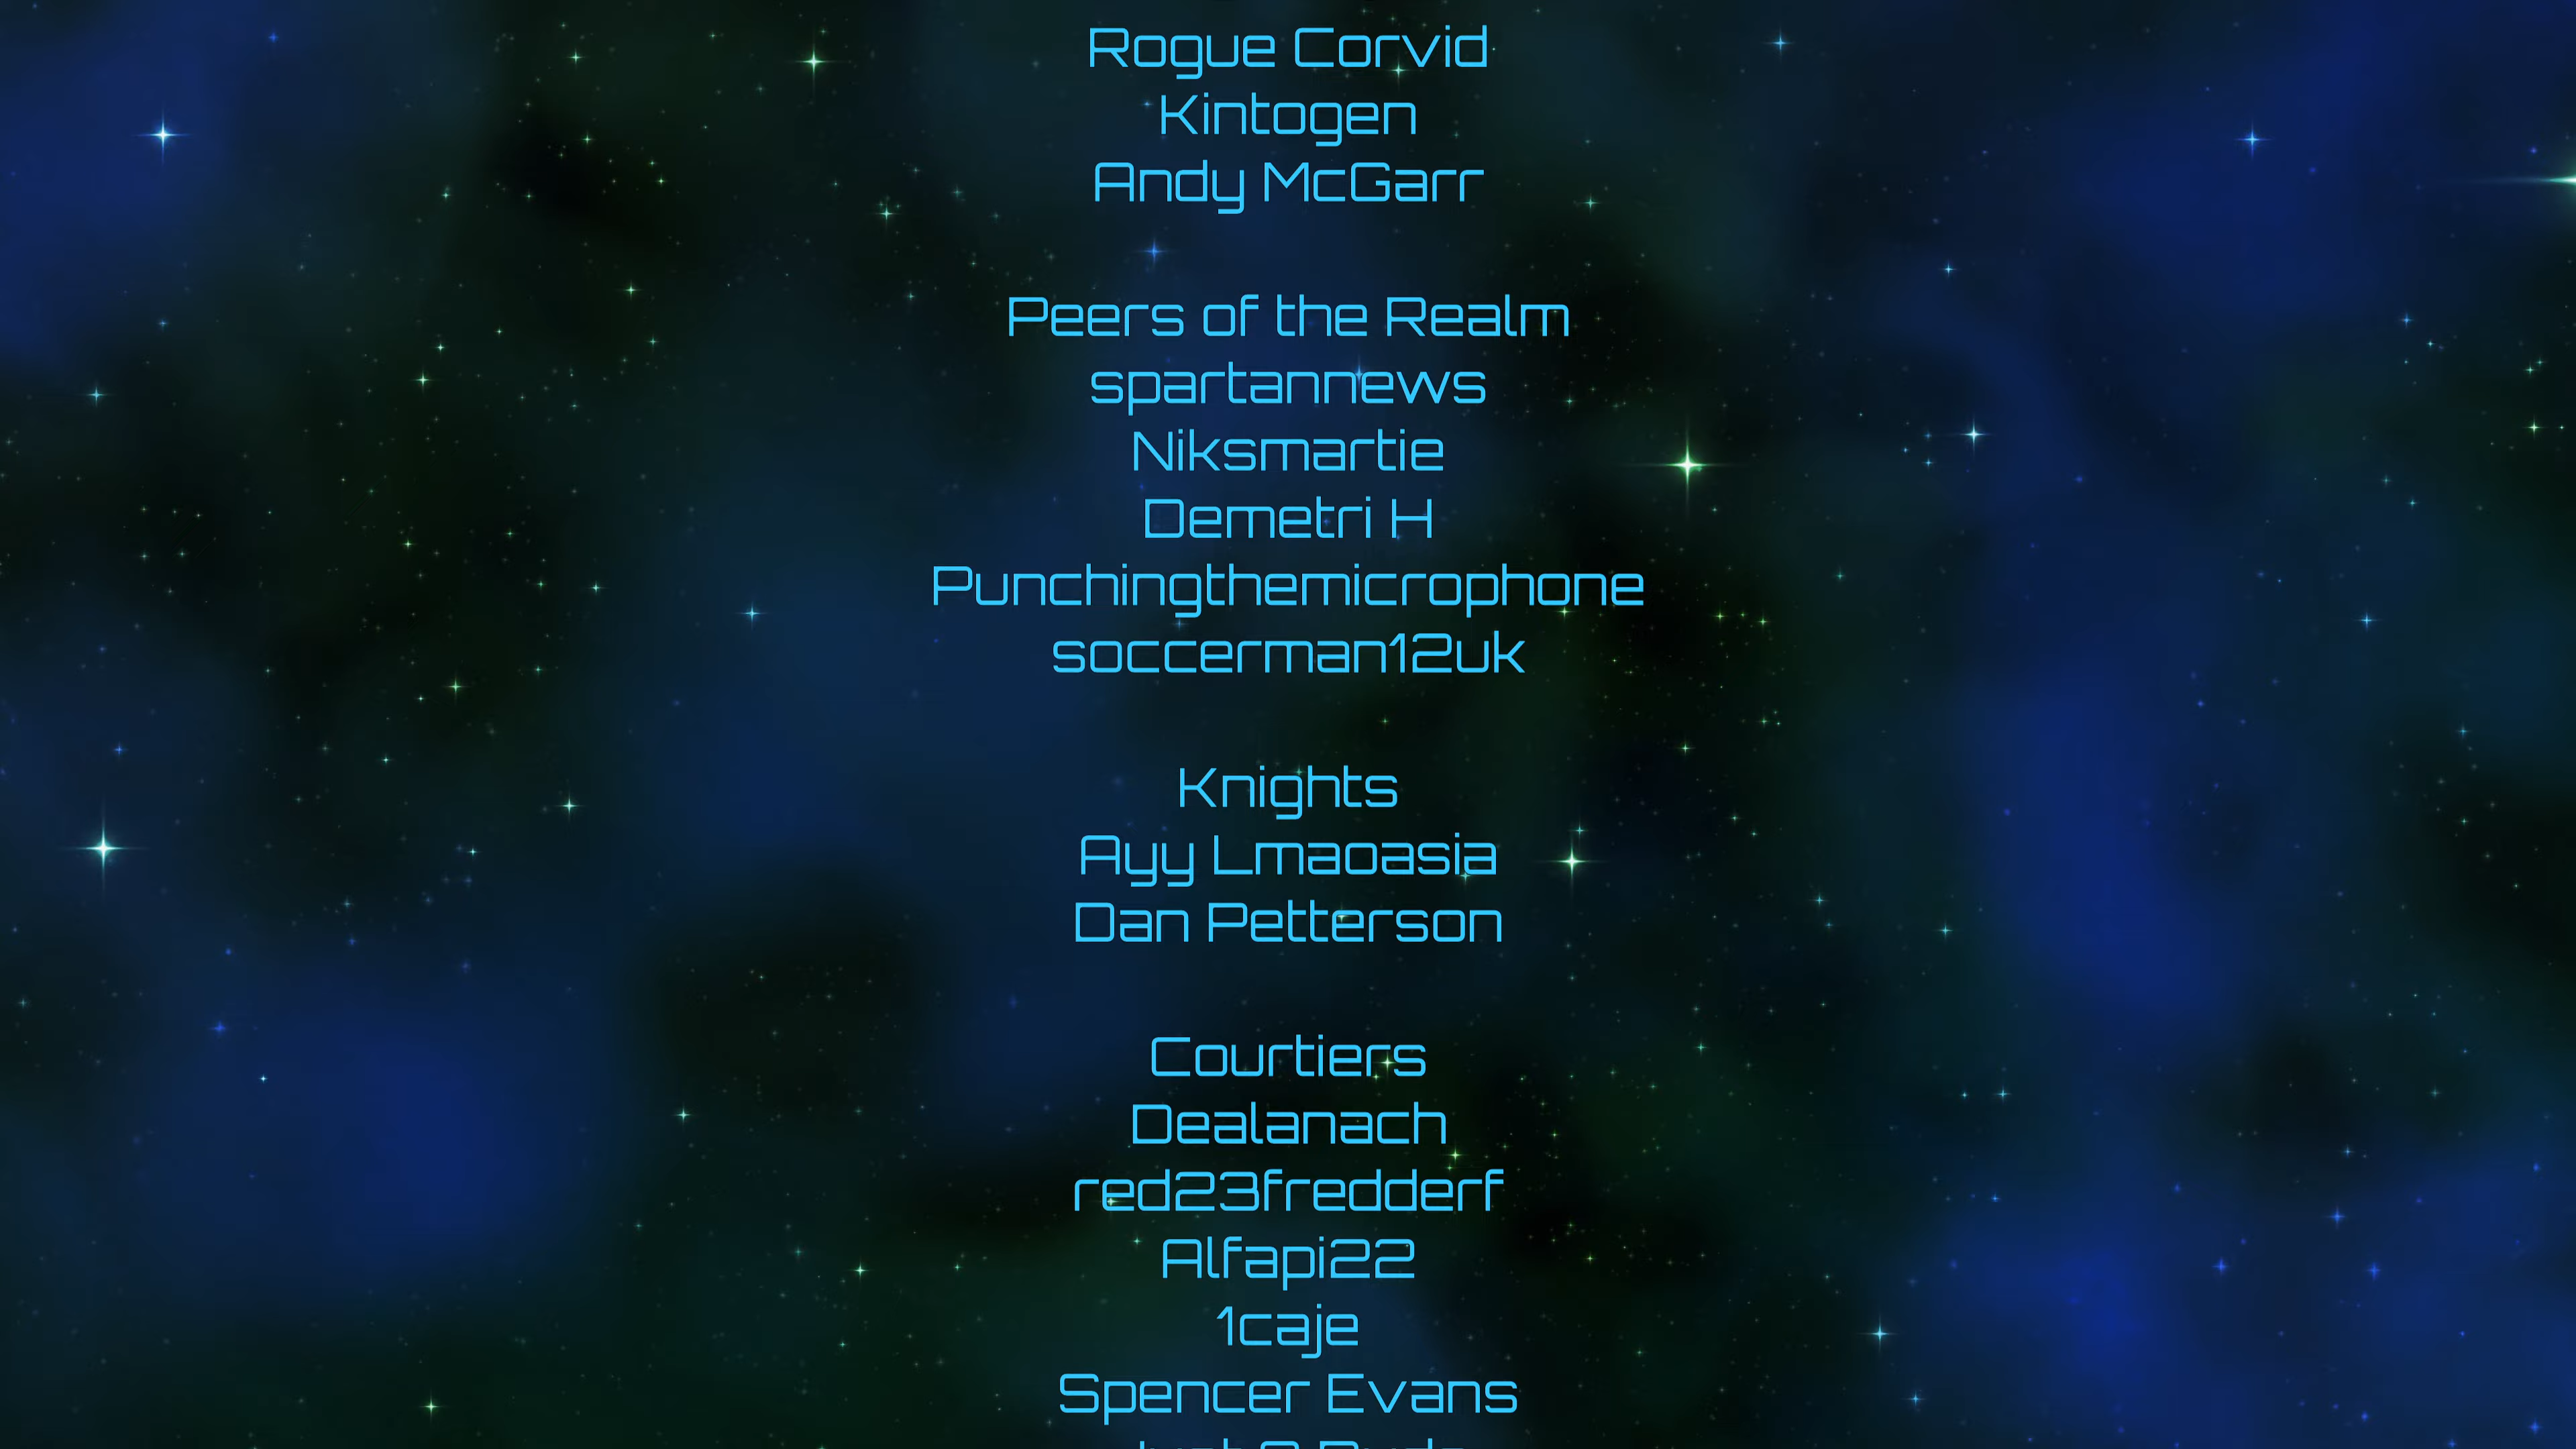 Rogue Corvid
Kintogen
Andy McGarr
Peers of the Realm
spartannews
Niksmartie
Demetri H
Punchingthemicrophone
soccerman12uk
Knights
Ayy Lmaoasia
Dan Petterson
Courtiers
Dealanach
red23fredderf
Alfapi22
1caje
Spencer Evans